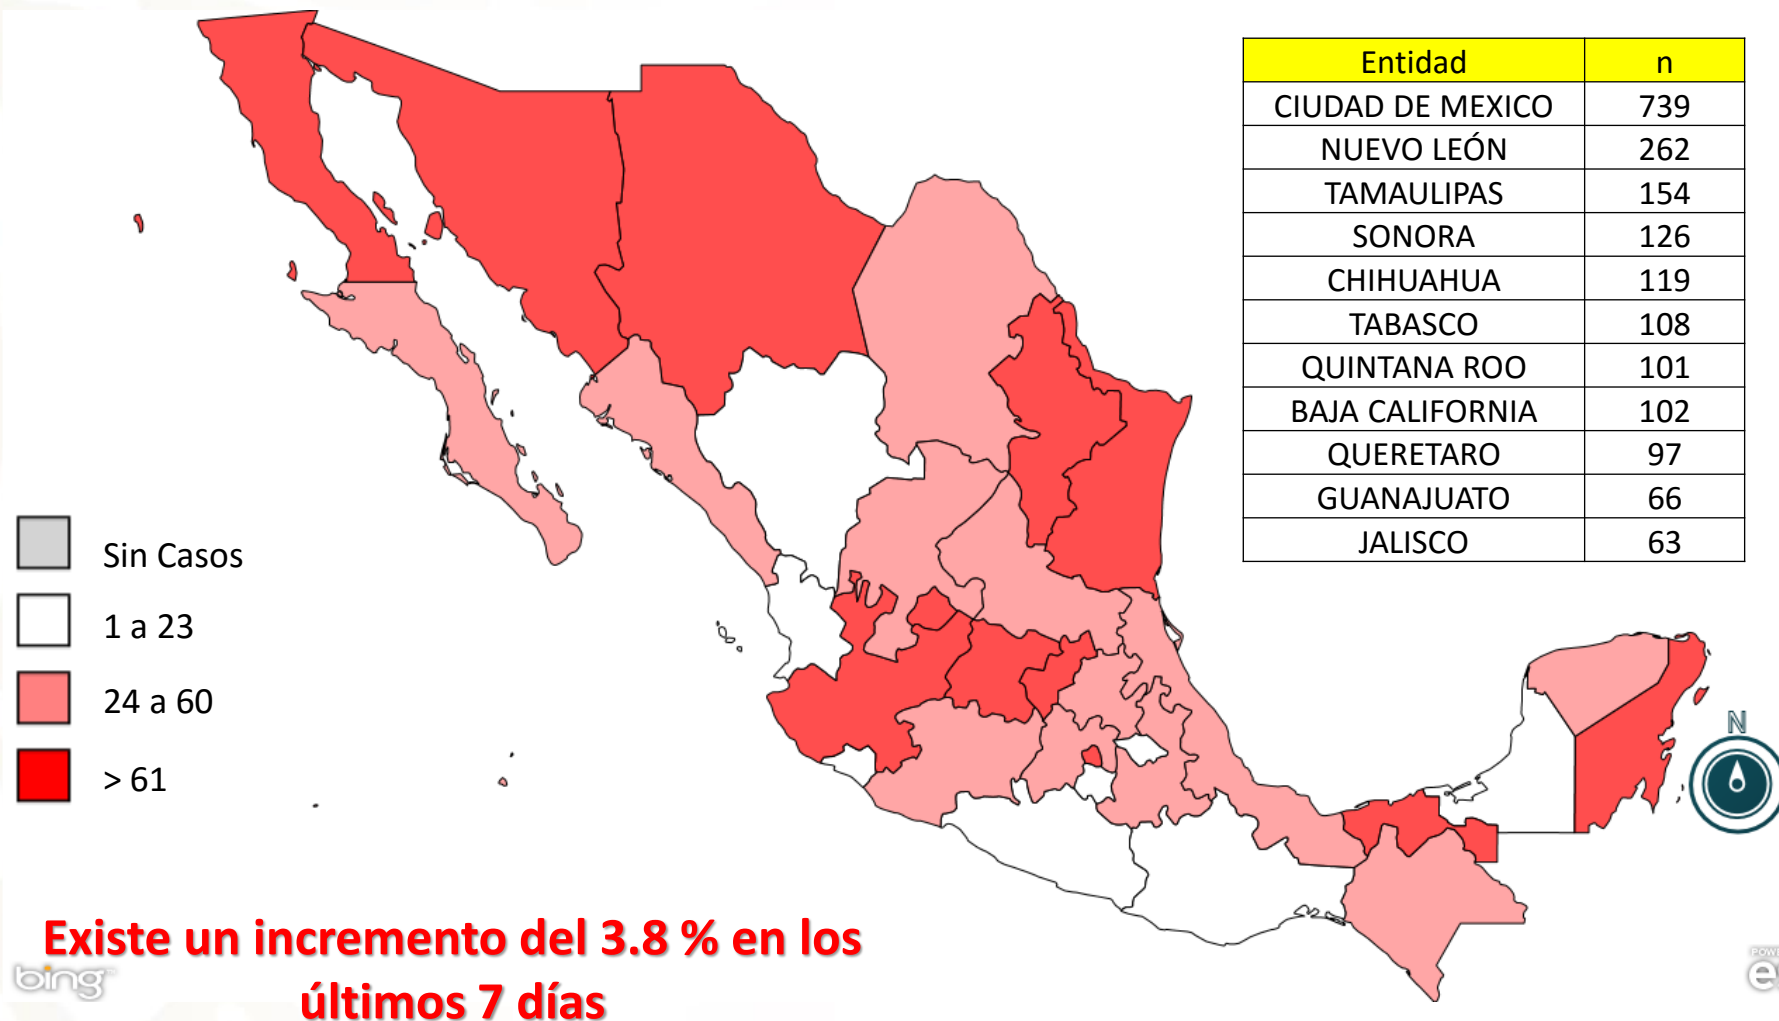 Entidad n
CIUDAD DE MEXICO 739
NUEVO LEÓN 262
TAMAULIPAS 154
SONORA 126
CHIHUAHUA 119
TABASCO 108
QUINTANA ROO 101
BAJA CALIFORNIA 102
QUERETARO 97
GUANAJUATO 66
JALISCO 63
Sin Casos
1 a 23
24 a 60
> 61
N
Existe un incremento del 3.8 % en los
últimos 7 días
bing